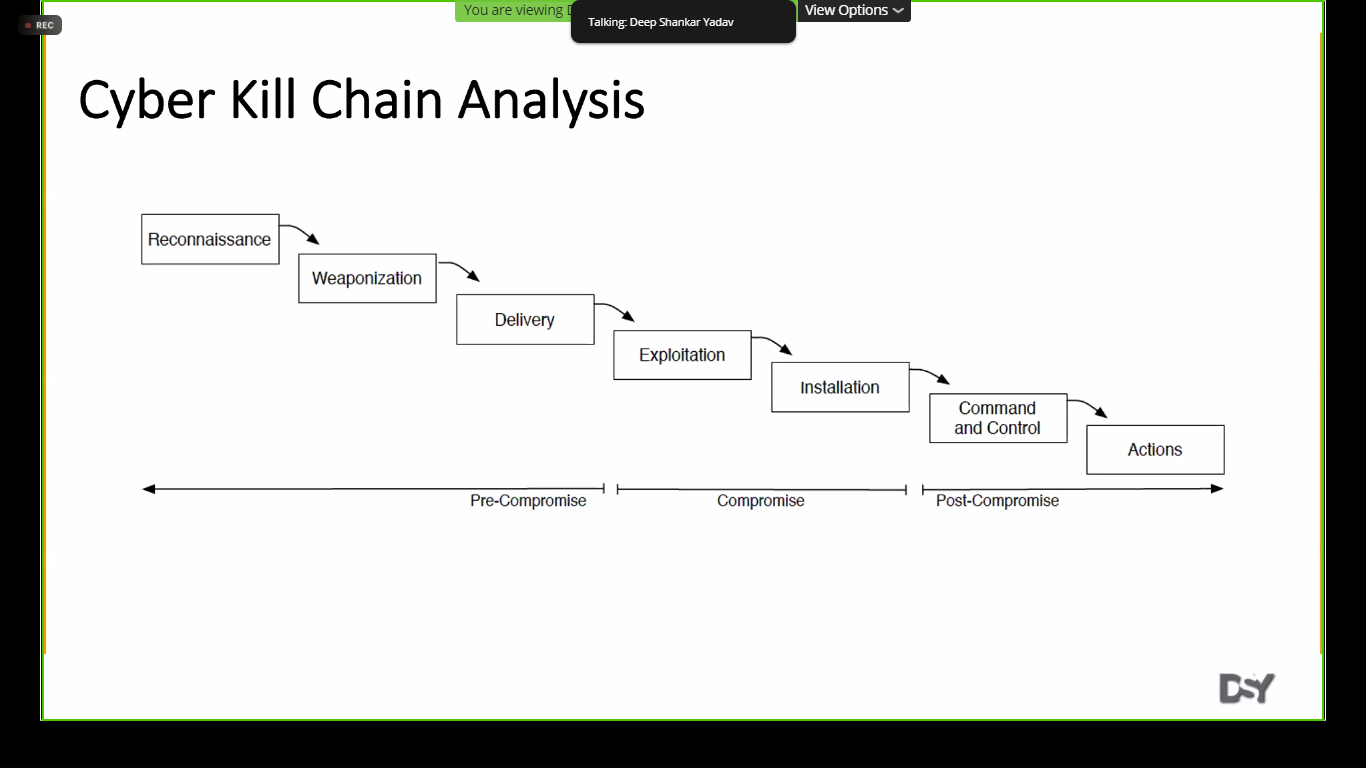 REC
You are viewing D
Talking: Deep Shankar Yadav
View Options
Cyber Kill Chain Analysis
Reconnaissance
Weaponization
Delivery
Exploitation
Installation
Command
and Control
Actions
Pre-Compromise
Compromise
Post-Compromise
DSY